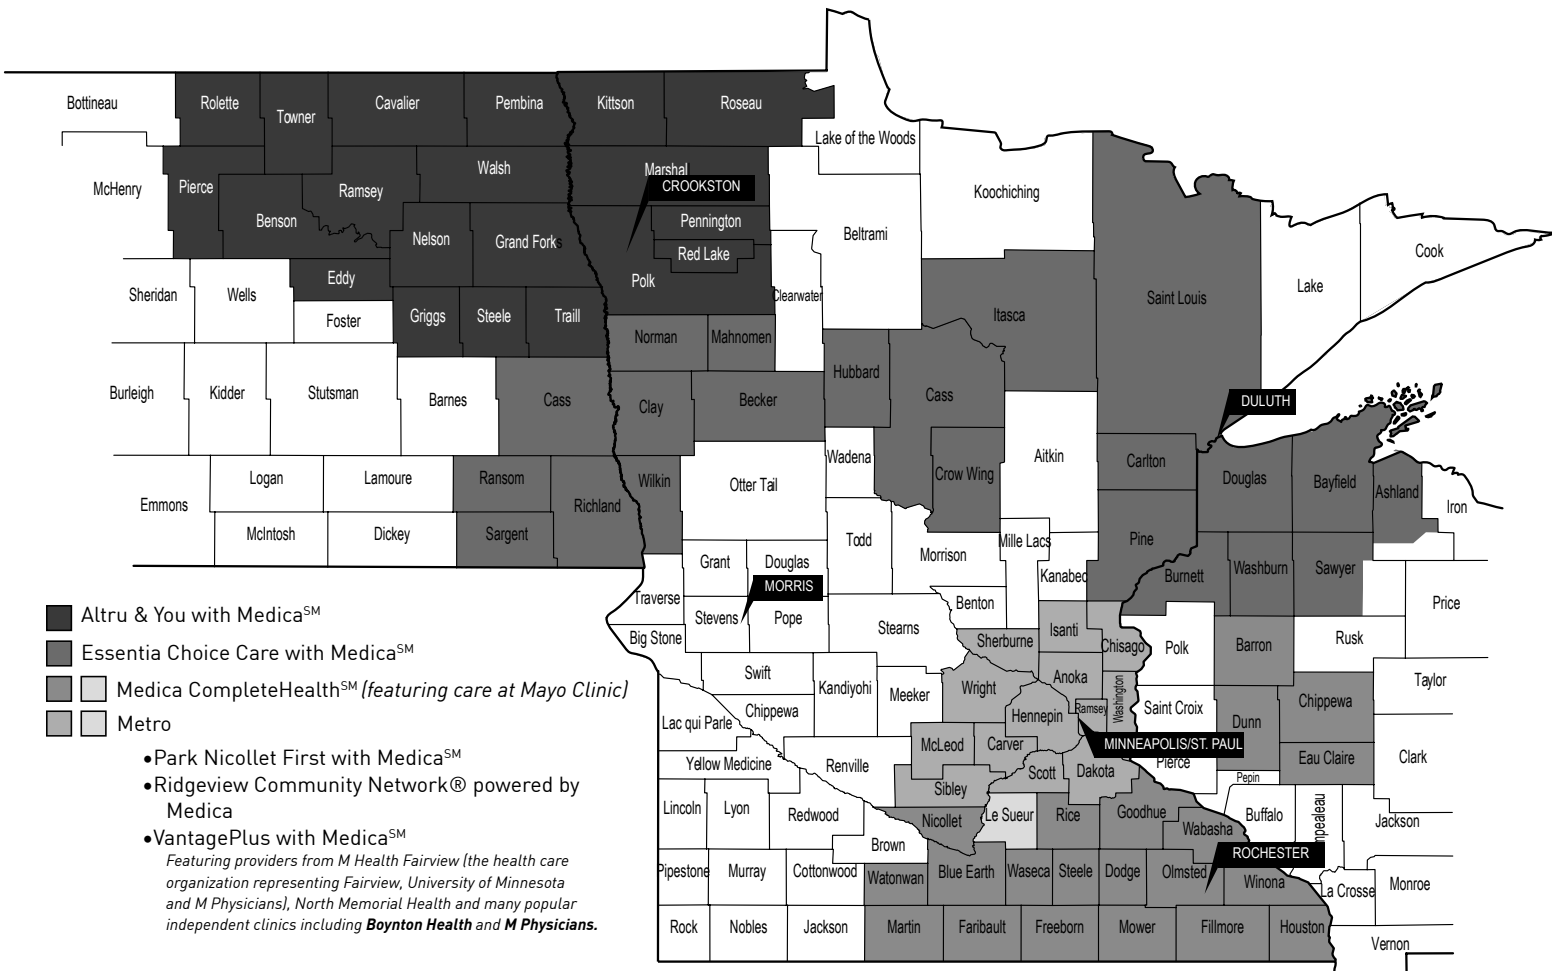 Bottineau
Rolette
Towner
Cavalier
Pembina
Kittson
Roseau
Lake of the Woods
McHenry
Pierce
Benson
Ramsey
Walsh
Marshal
CROOKSTON
Koochiching
Nelson
Grand Forks
Pennington
Red Lake
Polk
Beltrami
Clearwater
Saint Louis
Lake
Cook
Sheridan
Wells
Eddy
Foster
Griggs
Steele
Traill
Norman
Mahnomen
Itasca
Burleigh
Kidder
Stutsman
Barnes
Cass
Clay
Becker
Hubbard
Cass
DULUTH
Emmons
Logan
Lamoure
Ransom
Richland
Wilkin
Otter Tail
Wadena
Crow Wing
Aitkin
Carlton
Douglas
Bayfield
Ashland
Iron
McIntosh
Dickey
Sargent
Grant
Douglas
Todd
Morrison
Mille Lacs
Kanabec
Pine
Burnett
Washburn
Sawyer
Price
Traverse
MORRIS
Stevens
Pope
Big Stone
Stearns
Benton
Sherburne
Isanti
Chisago
Polk
Barron
Rusk
Taylor
Swift
Kandiyohi
Meeker
Wright
Anoka
Washington
Ramsey
Hennepin
Saint Croix
Dunn
Chippewa
Lac qui Parle
Chippewa
Yellow Medicine
Renville
McLeod
Carver
Scott
Dakota
MINNEAPOLIS/ST. PAUL
Pierce
Pepin
Eau Claire
Clark
Lincoln
Lyon
Redwood
Sibley
Nicollet
Le Sueur
Rice
Goodhue
Wabasha
Buffalo
Jackson
Brown
ROCHESTER
Pipestone
Murray
Cottonwood
Watonwan
Blue Earth
Waseca
Steele
Dodge
Olmsted
Winona
La Crosse
Monroe
Rock
Nobles
Jackson
Martin
Faribault
Freeborn
Mower
Fillmore
Houston
Vernon
Altru & You with Medica℠
Essentia Choice Care with Medica℠
Medica CompleteHealth℠ (featuring care at Mayo Clinic)
Metro
•Park Nicollet First with Medica℠
•Ridgeview Community Network® powered by
Medica
•VantagePlus with Medica℠
Featuring providers from M Health Fairview (the health care
organization representing Fairview, University of Minnesota
and M Physicians), North Memorial Health and many popular
independent clinics including Boynton Health and M Physicians.